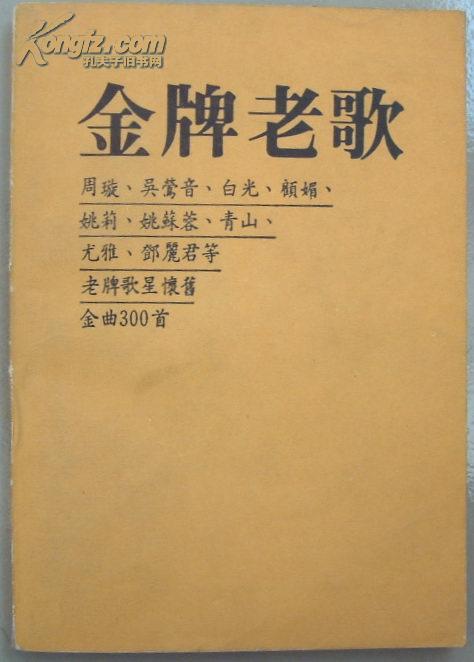 Kongfz.com
孔夫子旧书网
金牌老歌
周璇、吳鶯音、白光、顧媚、
姚莉、姚蘇蓉、青山、
尤雅、鄧麗君等
老牌歌星懷舊
金曲300首